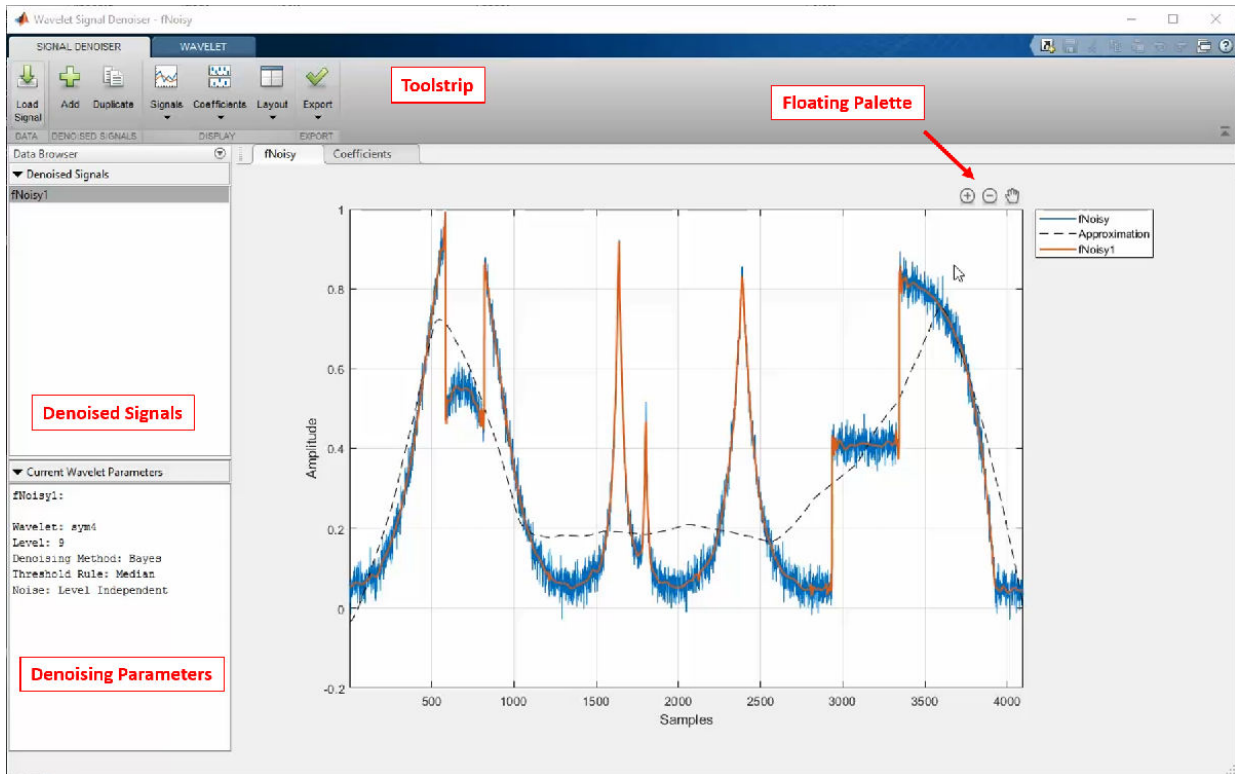 Wavelet Signal Denoiser - fNoisy
SIGNAL DENOISER WAVELET
Load Signal Add Duplicate Signals Coefficients Layout Export
DATA DENOISED SIGNALS DISPLAY EXPORT
Toolstrip
Floating Palette
Data Browser
Denoised Signals
fNoisy1
Denoised Signals
Current Wavelet Parameters
fNoisy1:
Wavelet: sym4
Level: 9
Denoising Method: Bayes
Threshold Rule: Median
Noise: Level Independent
Denoising Parameters
fNoisy Coefficients
fNoisy
Approximation
fNoisy1
1
0.8
0.6
0.4
0.2
0
-0.2
Amplitude
500 1000 1500 2000 2500 3000 3500 4000
Samples